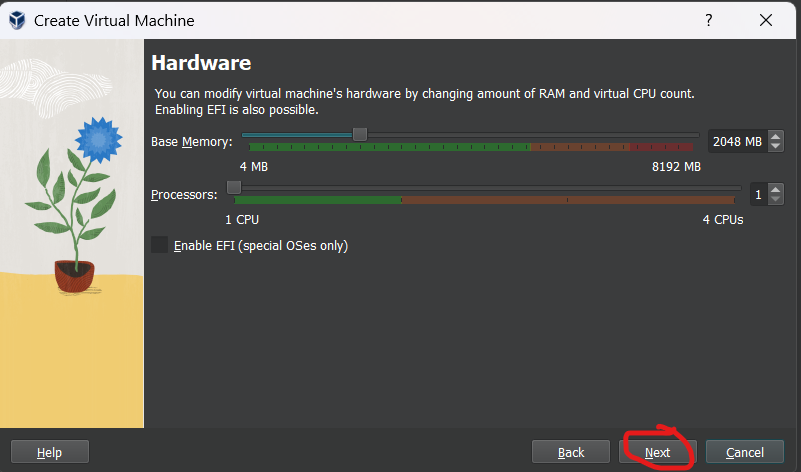 Create Virtual Machine
?
Hardware
You can modify virtual machine's hardware by changing amount of RAM and virtual CPU count.
Enabling EFI is also possible.
Base Memory: 2048 MB
4 MB 8192 MB
Processors: 1
1 CPU 4 CPUs
Enable EFI (special OSes only)
Help Back Next Cancel